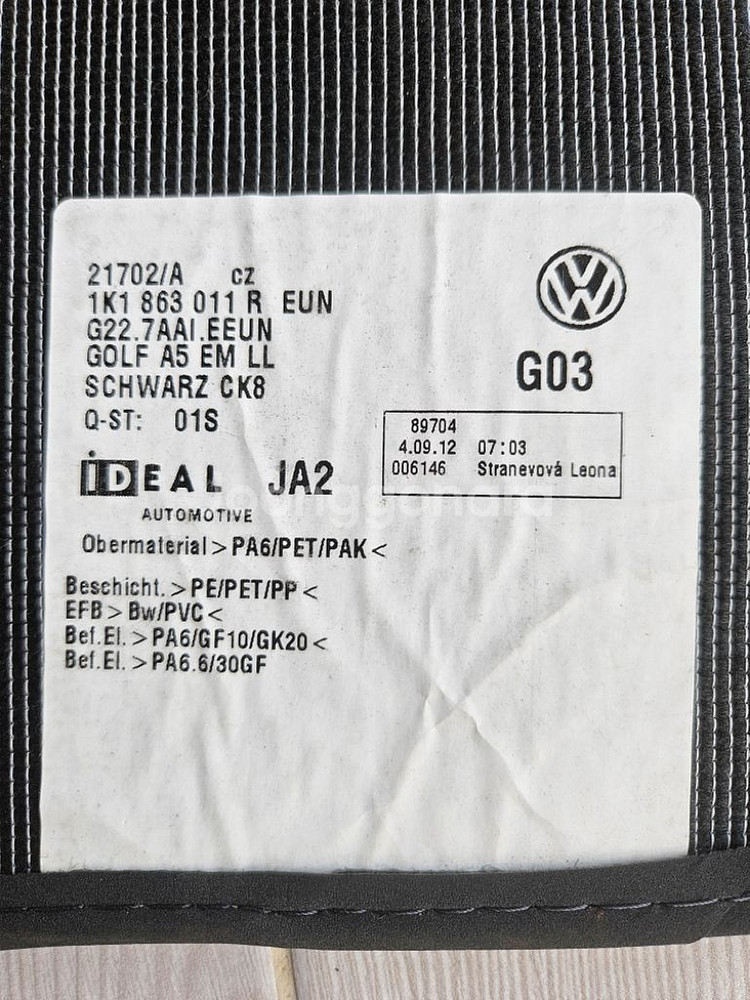 21702/A cz
1K1 863 011 R EUN
G22.7AAI.EEUN
GOLF A5 EM LL
SCHWARZ CK8
Q-ST: 01S
G03
89704
4.09.12 07:03
006146 Stranevová Leona
iDEAL JA2
AUTOMOTIVE
Obermaterial>PA6/PET/PAK<
Beschicht.>PE/PET/PP<
EFB>Bw/PVC<
Bef.El.>PA6/GF10/GK20<
Bef.El.>PA6.6/30GF